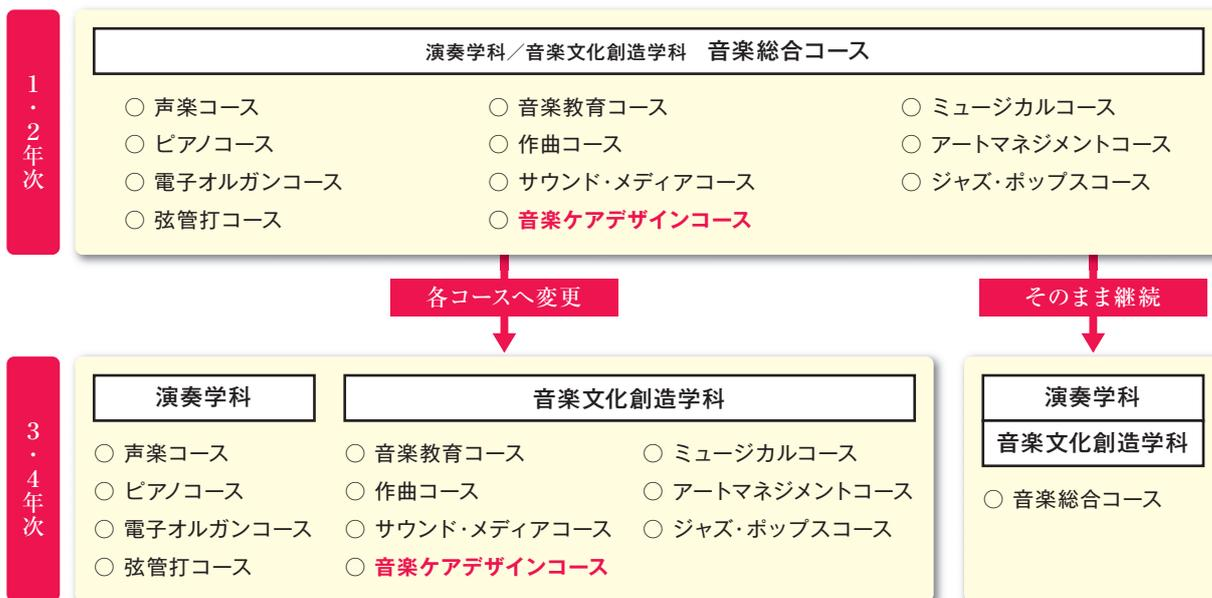 1・2年次
演奏学科／音楽文化創造学科　音楽総合コース
○ 声楽コース
○ ピアノコース
○ 電子オルガンコース
○ 弦管打コース
○ 音楽教育コース
○ 作曲コース
○ サウンド・メディアコース
○ 音楽ケアデザインコース
○ ミュージカルコース
○ アートマネジメントコース
○ ジャズ・ポップスコース
各コースへ変更
そのまま継続
3・4年次
演奏学科
○ 声楽コース
○ ピアノコース
○ 電子オルガンコース
○ 弦管打コース
音楽文化創造学科
○ 音楽教育コース
○ 作曲コース
○ サウンド・メディアコース
○ 音楽ケアデザインコース
○ ミュージカルコース
○ アートマネジメントコース
○ ジャズ・ポップスコース
演奏学科
音楽文化創造学科
○ 音楽総合コース